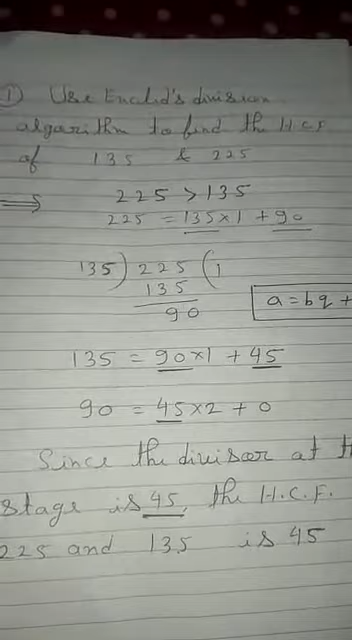 ① Use Euclid's division
algorithm to find the H.C.F
of 135 & 225
⇒ 225 > 135
225 = 135 × 1 + 90
135 ) 225 ( 1
135
90
a = bq +
135 = 90 × 1 + 45
90 = 45 × 2 + 0
Since the divisor at th
stage is 45, the H.C.F.
225 and 135 is 45